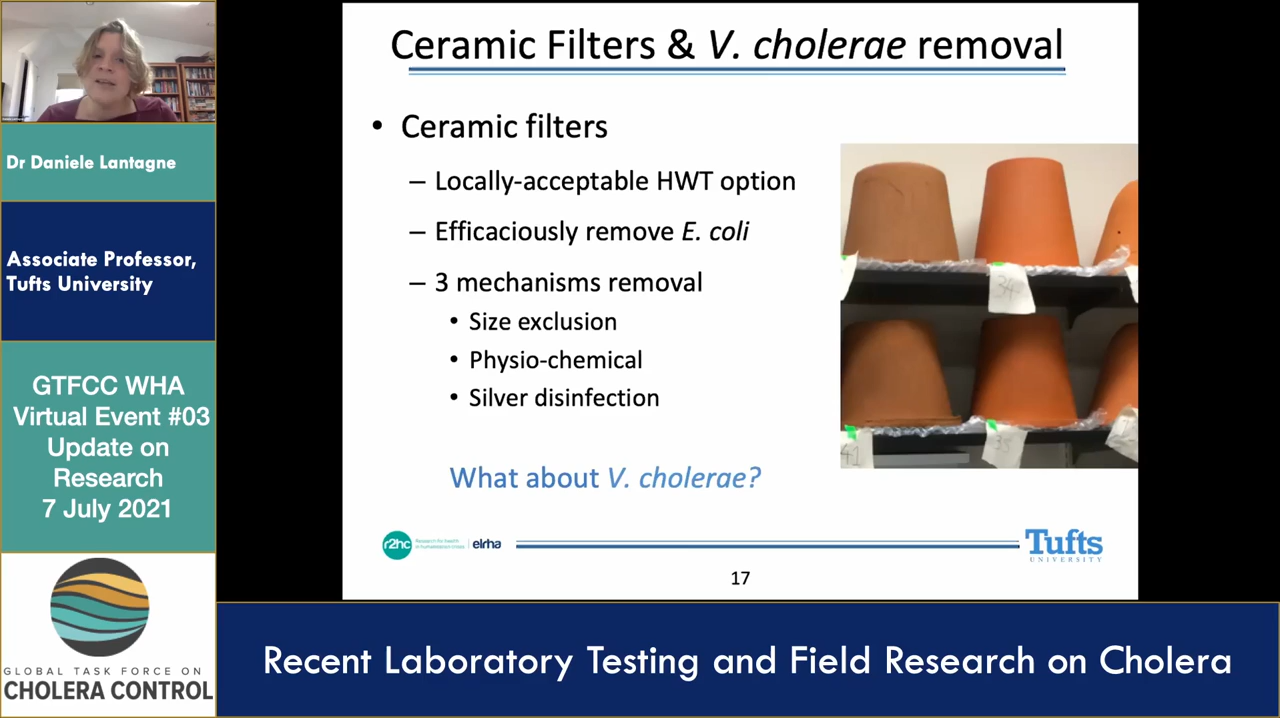 Dr Daniele Lantagne
Associate Professor,
Tufts University
GTFCC WHA
Virtual Event #03
Update on
Research
7 July 2021
GLOBAL TASK FORCE ON
CHOLERA CONTROL
Ceramic Filters & V. cholerae removal
• Ceramic filters
– Locally-acceptable HWT option
– Efficaciously remove E. coli
– 3 mechanisms removal
• Size exclusion
• Physio-chemical
• Silver disinfection
What about V. cholerae?
34
41
35
r2hc
elrha
Tufts
UNIVERSITY
17
Recent Laboratory Testing and Field Research on Cholera